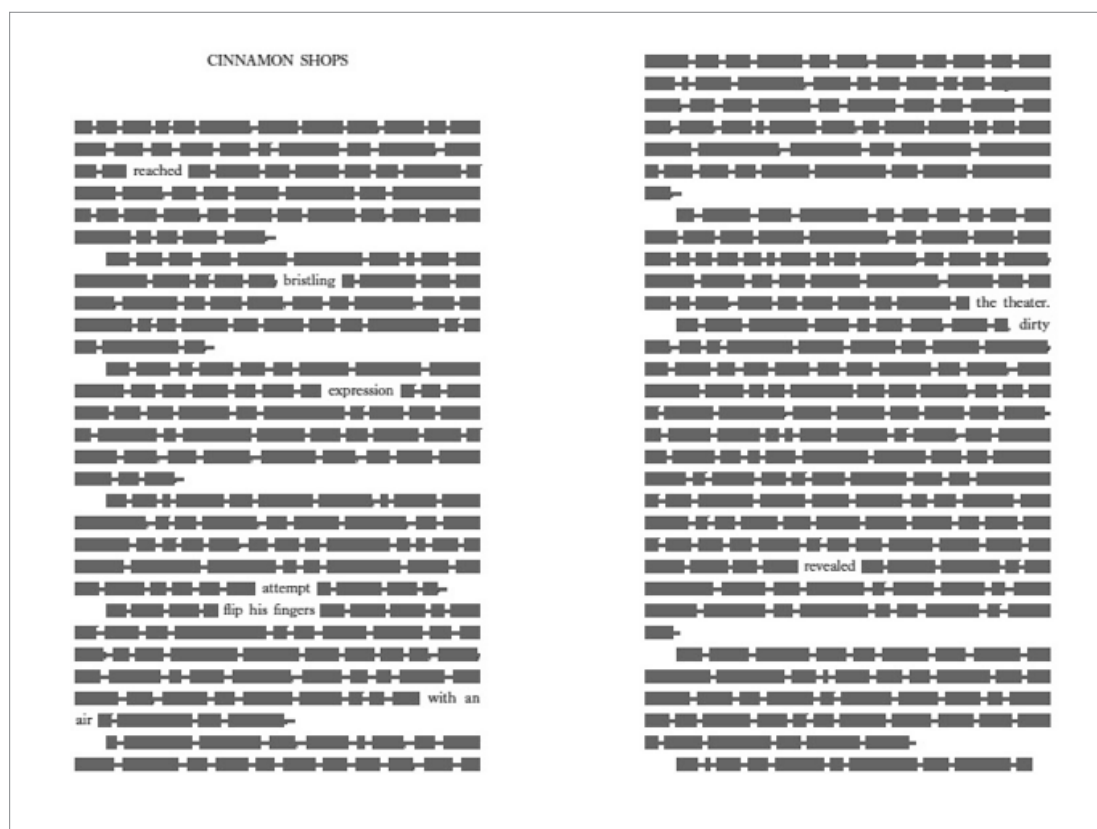 CINNAMON SHOPS
reached
bristling
expression
attempt
flip his fingers
with an
air
the theater.
dirty
revealed